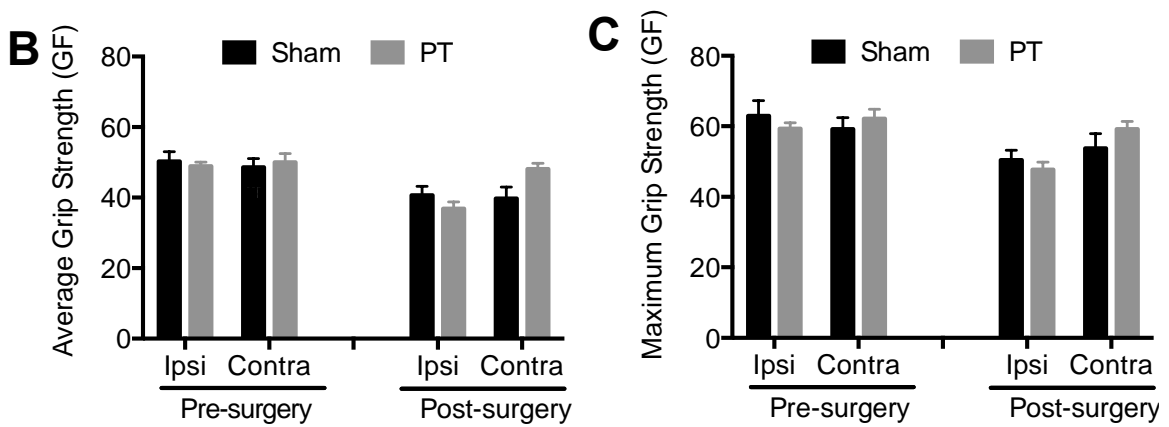 B
Average Grip Strength (GF)
Sham PT
80
60
40
20
0
Ipsi Contra Ipsi Contra
Pre-surgery Post-surgery
C
Maximum Grip Strength (GF)
Sham PT
80
60
40
20
0
Ipsi Contra Ipsi Contra
Pre-surgery Post-surgery